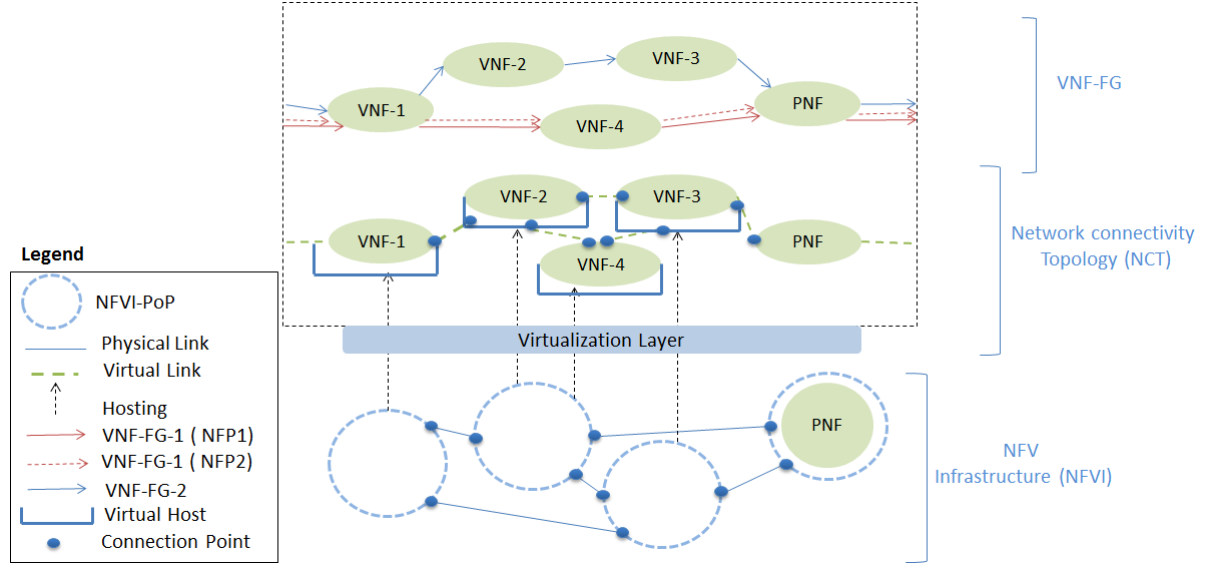 VNF-2
VNF-3
VNF-1
PNF
VNF-4
VNF-FG
VNF-2
VNF-3
VNF-1
PNF
VNF-4
Network connectivity
Topology (NCT)
Legend
NFVI-PoP
Physical Link
Virtual Link
Hosting
VNF-FG-1 ( NFP1)
VNF-FG-1 ( NFP2)
VNF-FG-2
Virtual Host
Connection Point
Virtualization Layer
PNF
NFV
Infrastructure (NFVI)